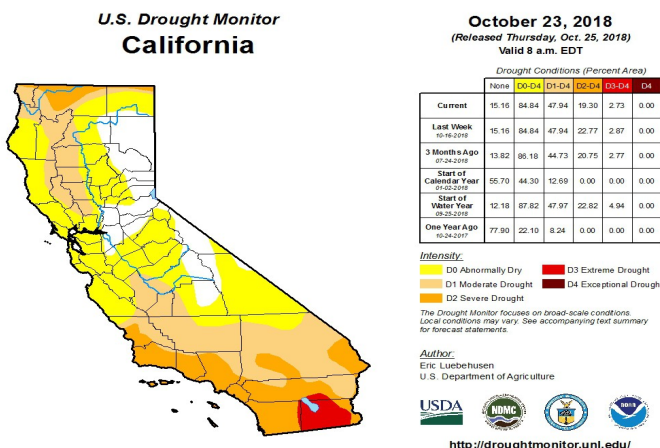 U.S. Drought Monitor
California
October 23, 2018
(Released Thursday, Oct. 25, 2018)
Valid 8 a.m. EDT
Drought Conditions (Percent Area)
None D0-D4 D1-D4 D2-D4 D3-D4 D4
Current 15.16 84.84 47.94 19.30 2.73 0.00
Last Week
10-16-2018 15.16 84.84 47.94 22.77 2.87 0.00
3 Months Ago
07-24-2018 13.82 86.18 44.73 20.75 2.77 0.00
Start of
Calendar Year
01-02-2018 55.70 44.30 12.69 0.00 0.00 0.00
Start of
Water Year
09-25-2018 12.18 87.82 47.97 22.82 4.94 0.00
One Year Ago
10-24-2017 77.90 22.10 8.24 0.00 0.00 0.00
Intensity:
D0 Abnormally Dry D3 Extreme Drought
D1 Moderate Drought D4 Exceptional Drough
D2 Severe Drought
The Drought Monitor focuses on broad-scale conditions.
Local conditions may vary. See accompanying text summary
for forecast statements.
Author:
Eric Luebehusen
U.S. Department of Agriculture
USDA NDMC NOAA
http://droughtmonitor.unl.edu/